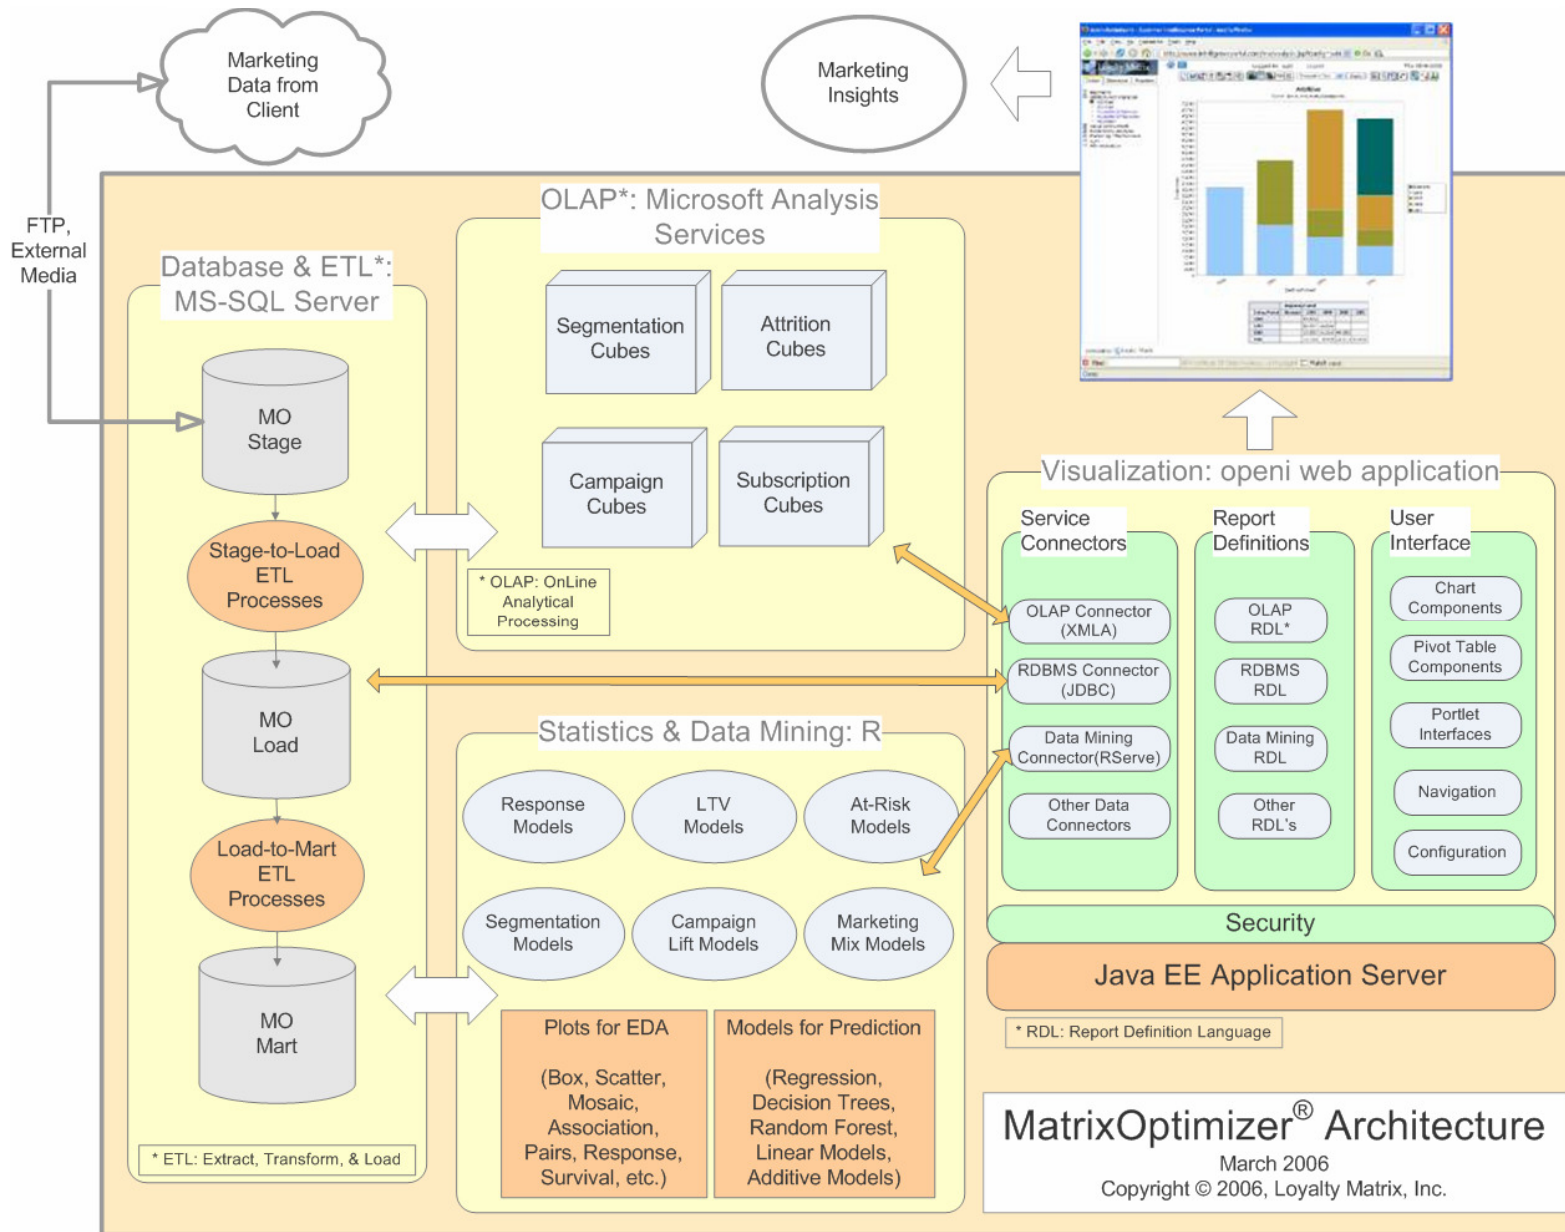 Marketing
Data from
Client
Marketing
Insights
Loyalty Matrix
FTP,
External
Media
Database & ETL*:
MS-SQL Server
MO
Stage
Stage-to-Load
ETL
Processes
MO
Load
Load-to-Mart
ETL
Processes
MO
Mart
* ETL: Extract, Transform, & Load
OLAP*: Microsoft Analysis
Services
Segmentation
Cubes
Attrition
Cubes
Campaign
Cubes
Subscription
Cubes
* OLAP: OnLine
Analytical
Processing
Statistics & Data Mining: R
Response
Models
LTV
Models
At-Risk
Models
Segmentation
Models
Campaign
Lift Models
Marketing
Mix Models
Plots for EDA
(Box, Scatter,
Mosaic,
Association,
Pairs, Response,
Survival, etc.)
Models for Prediction
(Regression,
Decision Trees,
Random Forest,
Linear Models,
Additive Models)
Visualization: openi web application
Service
Connectors
OLAP Connector
(XMLA)
RDBMS Connector
(JDBC)
Data Mining
Connector(RServe)
Other Data
Connectors
Report
Definitions
OLAP
RDL*
RDBMS
RDL
Data Mining
RDL
Other
RDL's
User
Interface
Chart
Components
Pivot Table
Components
Portlet
Interfaces
Navigation
Configuration
Security
Java EE Application Server
* RDL: Report Definition Language
MatrixOptimizer® Architecture
March 2006
Copyright © 2006, Loyalty Matrix, Inc.